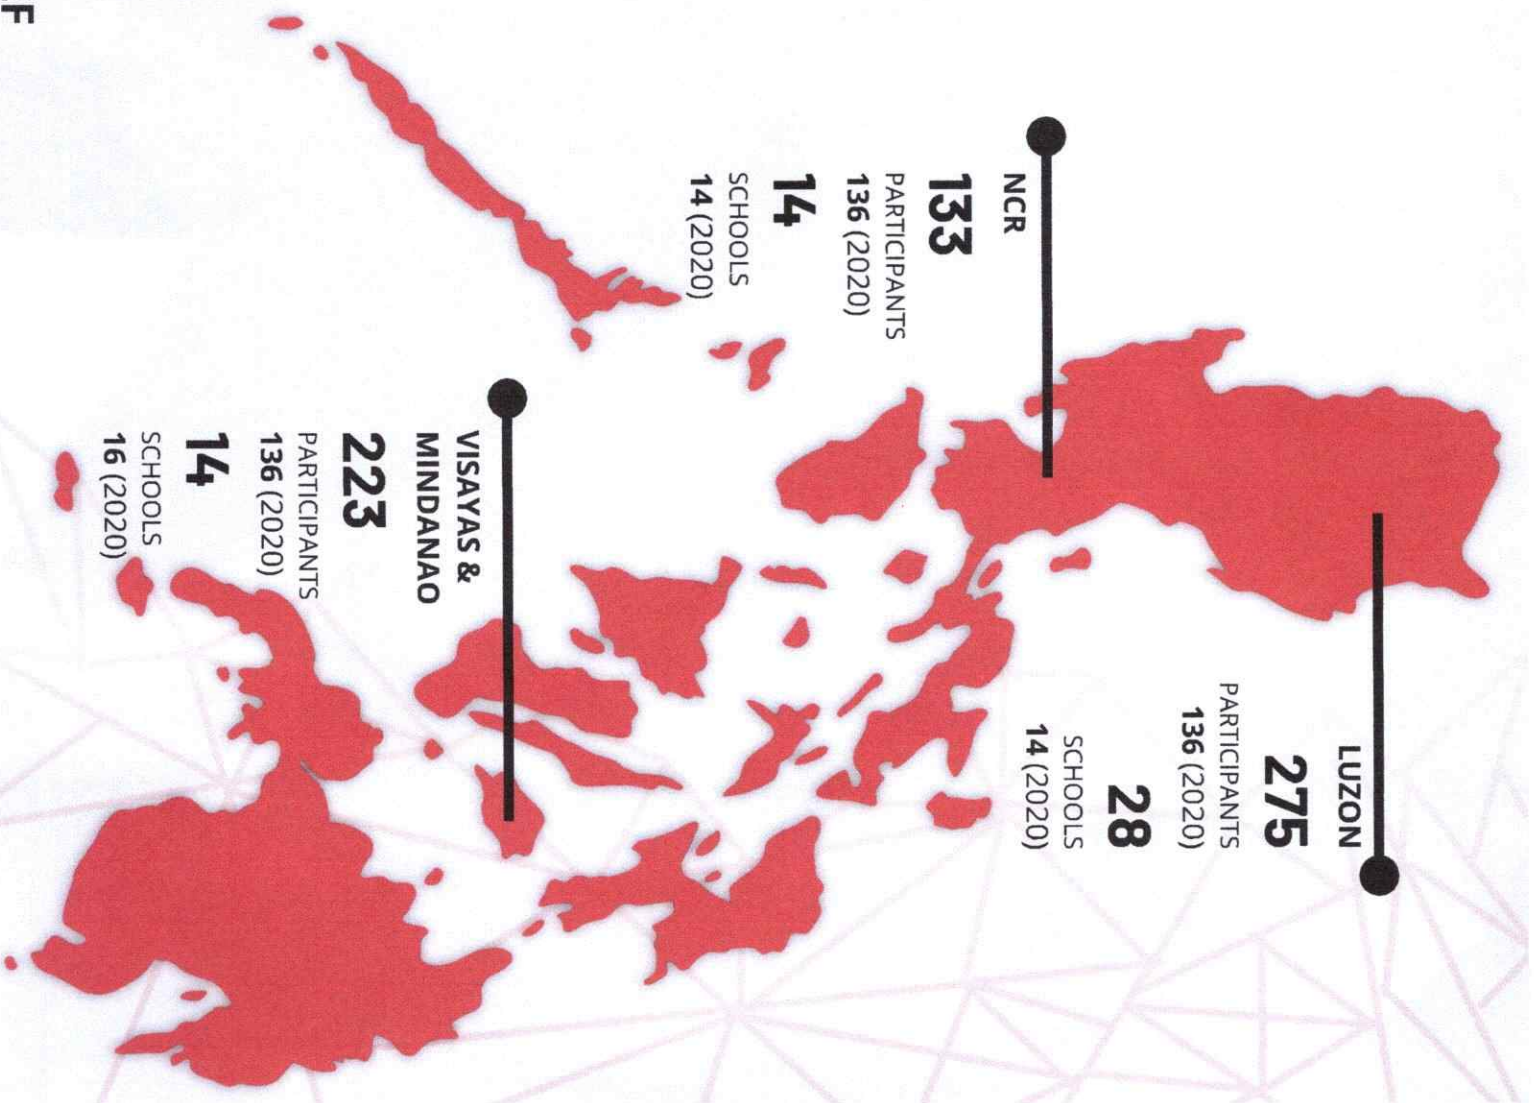 NCR
133
PARTICIPANTS
136 (2020)
14
SCHOOLS
14 (2020)
LUZON
275
PARTICIPANTS
136 (2020)
28
SCHOOLS
14 (2020)
VISAYAS &
MINDANAO
223
PARTICIPANTS
136 (2020)
14
SCHOOLS
16 (2020)